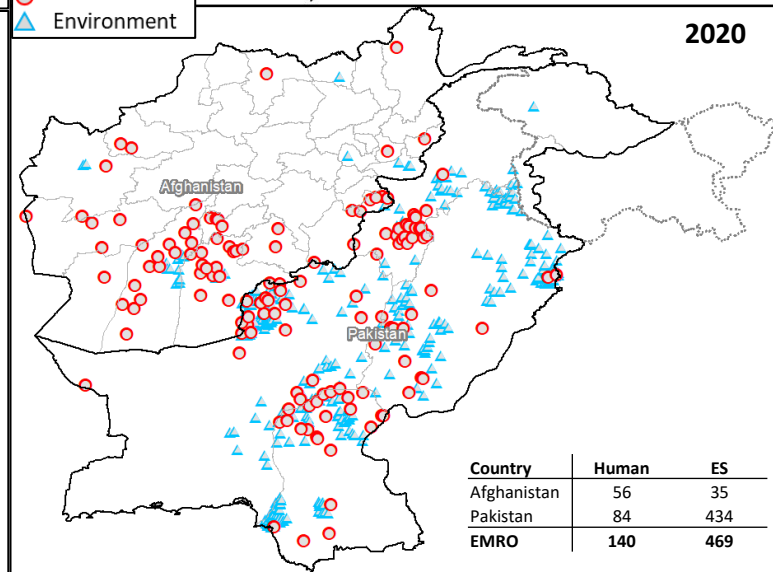 Environment
2020
Afghanistan
Pakistan
Country Human ES
Afghanistan 56 35
Pakistan 84 434
EMRO 140 469